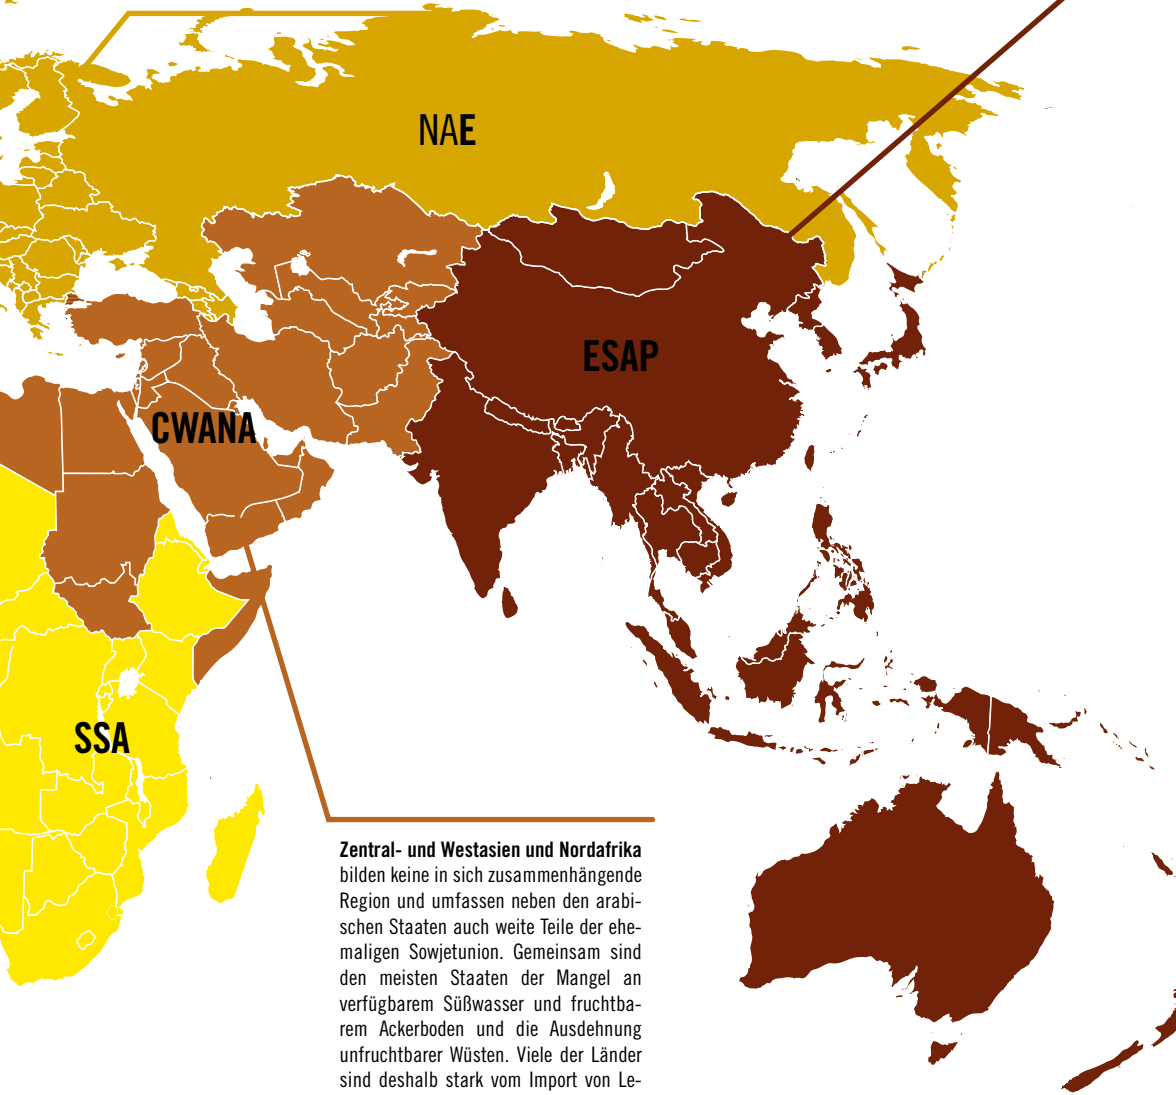 NAE
ESAP
CWANA
SSA
Zentral- und Westasien und Nordafrika
bilden keine in sich zusammenhängende
Region und umfassen neben den arabi-
schen Staaten auch weite Teile der ehe-
maligen Sowjetunion. Gemeinsam sind
den meisten Staaten der Mangel an
verfügbarem Süßwasser und fruchtba-
rem Ackerboden und die Ausdehnung
unfruchtbarer Wüsten. Viele der Länder
sind deshalb stark vom Import von Le-